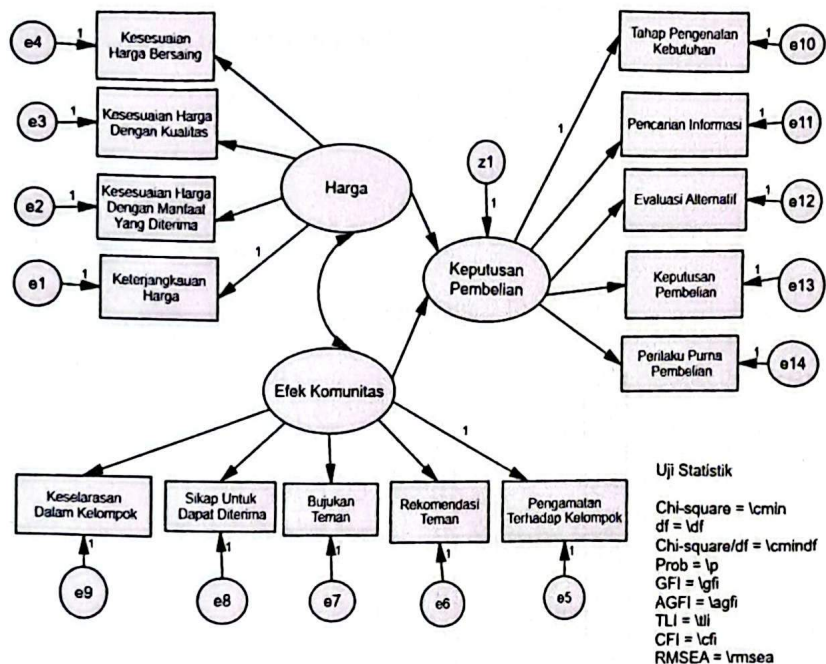 e4
1
Kesesuaian
Harga Bersaing
e3
1
Kesesuaian Harga
Dengan Kualitas
e2
1
Kesesuaian Harga
Dengan Manfaat
Yang Diterima
e1
1
Keterjangkauan
Harga
1
Harga
z1
1
Keputusan
Pembelian
1
Tahap Pengenalan
Kebutuhan
1
e10
Pencarian Informasi
1
e11
Evaluasi Alternatif
1
e12
Keputusan
Pembelian
1
e13
Perilaku Purna
Pembelian
1
e14
Efek Komunitas
1
Keselarasan
Dalam Kelompok
1
e9
Sikap Untuk
Dapat Diterima
1
e8
Bujukan
Teman
1
e7
Rekomendasi
Teman
1
e6
Pengamatan
Terhadap Kelompok
1
e5
Uji Statistik
Chi-square = \cmin
df = \df
Chi-square/df = \cmindf
Prob = \p
GFI = \gfi
AGFI = \agfi
TLI = \tli
CFI = \cfi
RMSEA = \rmsea